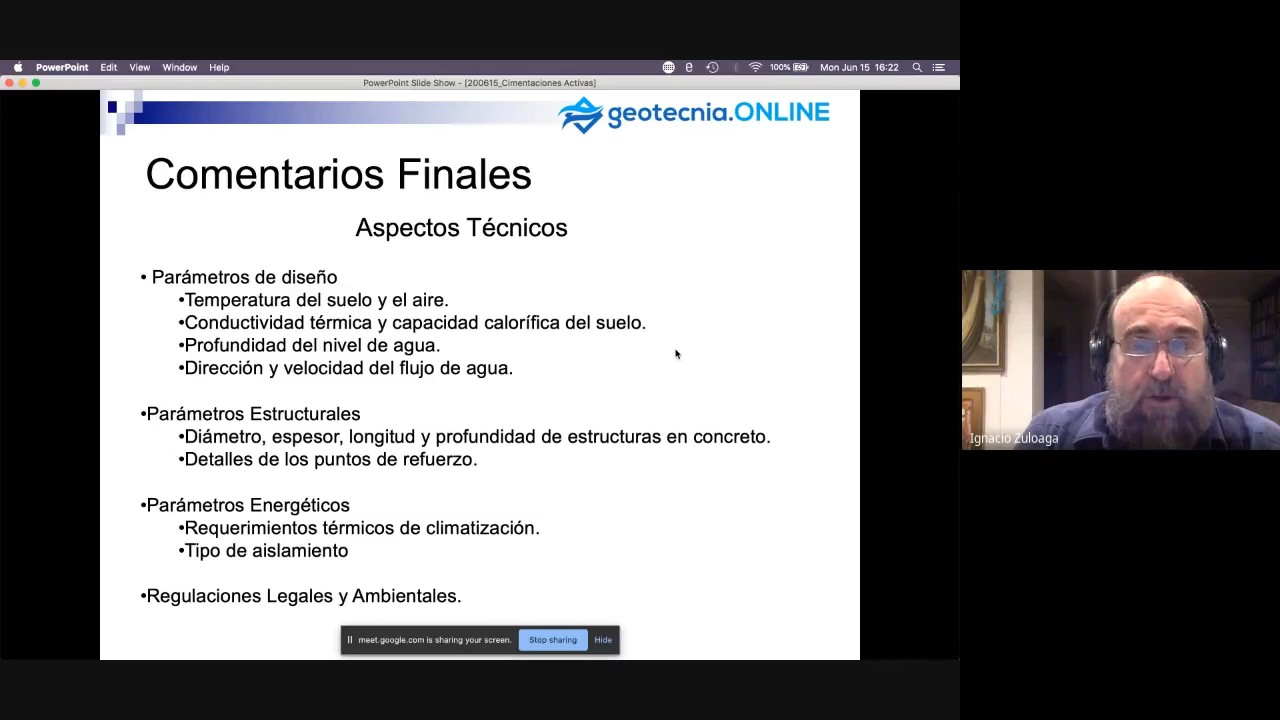 PowerPoint Edit View Window Help 100% Mon Jun 15 16:22
PowerPoint Slide Show - [200615_Cimentaciones Activas]
geotecnia.ONLINE
Comentarios Finales
Aspectos Técnicos
• Parámetros de diseño
•Temperatura del suelo y el aire.
•Conductividad térmica y capacidad calorífica del suelo.
•Profundidad del nivel de agua.
•Dirección y velocidad del flujo de agua.
•Parámetros Estructurales
•Diámetro, espesor, longitud y profundidad de estructuras en concreto.
•Detalles de los puntos de refuerzo.
•Parámetros Energéticos
•Requerimientos térmicos de climatización.
•Tipo de aislamiento
•Regulaciones Legales y Ambientales.
meet.google.com is sharing your screen. Stop sharing Hide
Ignacio Zuloaga